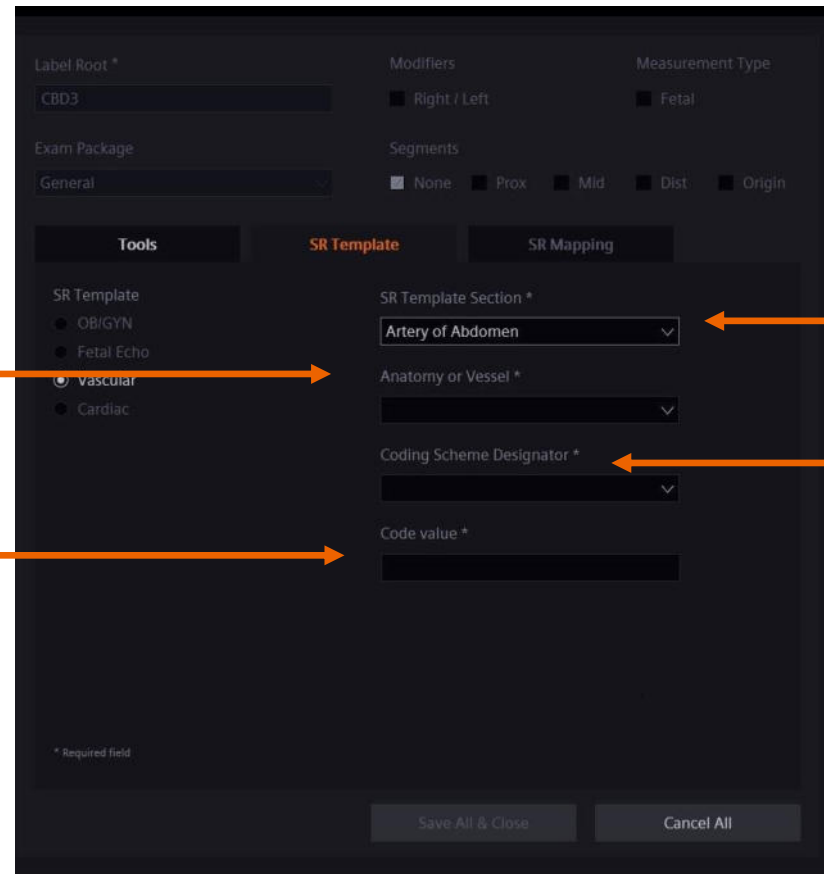 Label Root *
Modifiers
Measurement Type
CBD3
Right / Left
Fetal
Exam Package
Segments
General
None Prox Mid Dist Origin
Tools SR Template SR Mapping
SR Template
OB/GYN
Fetal Echo
Vascular
Cardiac
SR Template Section *
Artery of Abdomen
Anatomy or Vessel *
Coding Scheme Designator *
Code value *
* Required field
Save All & Close Cancel All